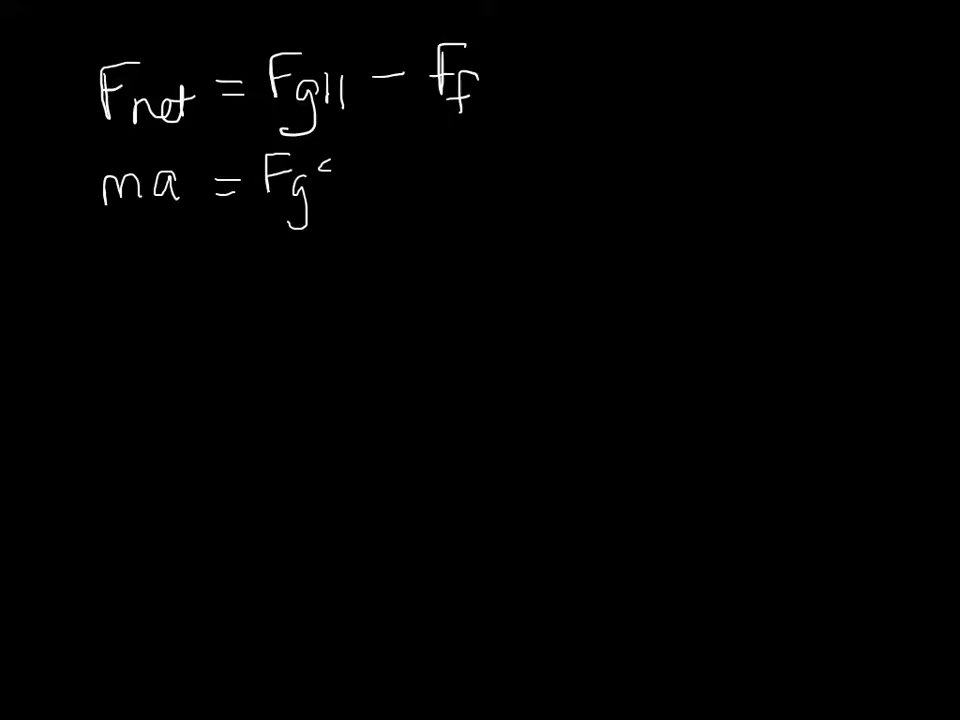 Fnet = Fg|| - Ff
ma = Fg